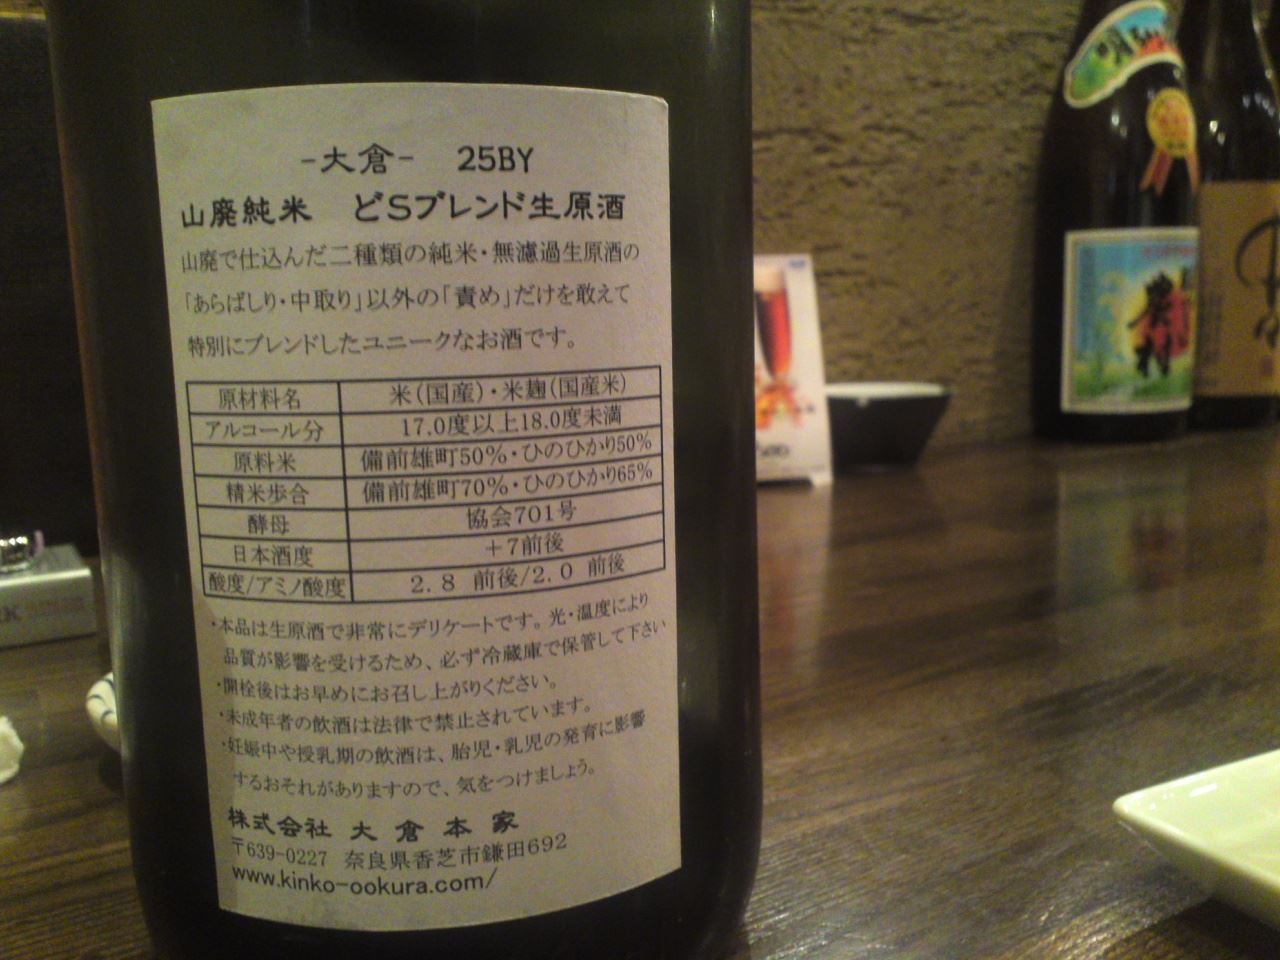 -大倉- 25BY
山廃純米 どSブレンド生原酒
山廃で仕込んだ二種類の純米・無濾過生原酒の
「あらばしり・中取り」以外の「責め」だけを敢えて
特別にブレンドしたユニークなお酒です。
原材料名 米(国産)・米麹(国産米)
アルコール分 17.0度以上18.0度未満
原料米 備前雄町50%・ひのひかり50%
精米歩合 備前雄町70%・ひのひかり65%
酵母 協会701号
日本酒度 +7前後
酸度/アミノ酸度 2.8 前後/2.0 前後
・本品は生原酒で非常にデリケートです。光・温度により
品質が影響を受けるため、必ず冷蔵庫で保管して下さい
・開栓後はお早めにお召し上がりください。
・未成年者の飲酒は法律で禁止されています。
・妊娠中や授乳期の飲酒は、胎児・乳児の発育に影響
するおそれがありますので、気をつけましょう。
株式会社 大倉本家
〒639-0227 奈良県香芝市鎌田692
www.kinko-ookura.com/